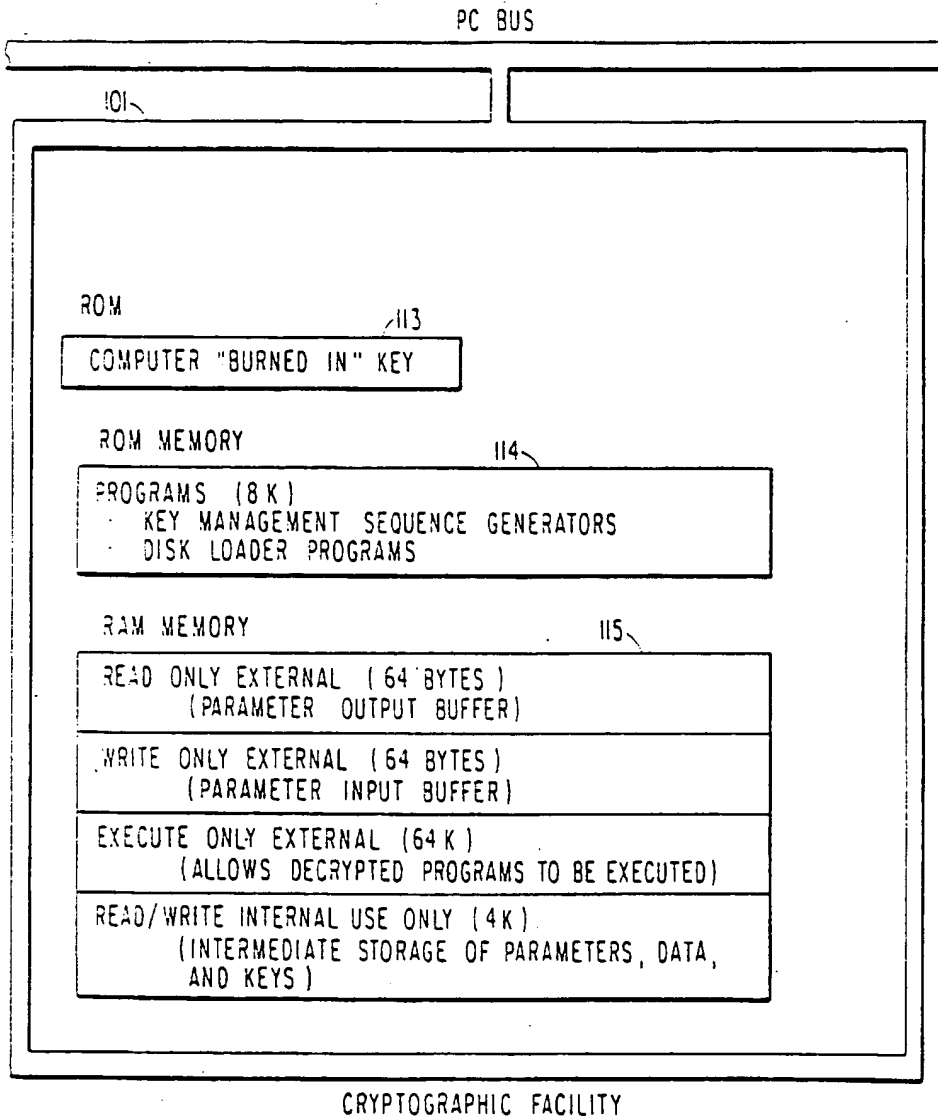 PC BUS
101
ROM
113
COMPUTER "BURNED IN" KEY
ROM MEMORY
114
PROGRAMS (8K)
· KEY MANAGEMENT SEQUENCE GENERATORS
· DISK LOADER PROGRAMS
RAM MEMORY
115
READ ONLY EXTERNAL (64 BYTES)
(PARAMETER OUTPUT BUFFER)
WRITE ONLY EXTERNAL (64 BYTES)
(PARAMETER INPUT BUFFER)
EXECUTE ONLY EXTERNAL (64K)
(ALLOWS DECRYPTED PROGRAMS TO BE EXECUTED)
READ/WRITE INTERNAL USE ONLY (4K)
(INTERMEDIATE STORAGE OF PARAMETERS, DATA,
AND KEYS)
CRYPTOGRAPHIC FACILITY